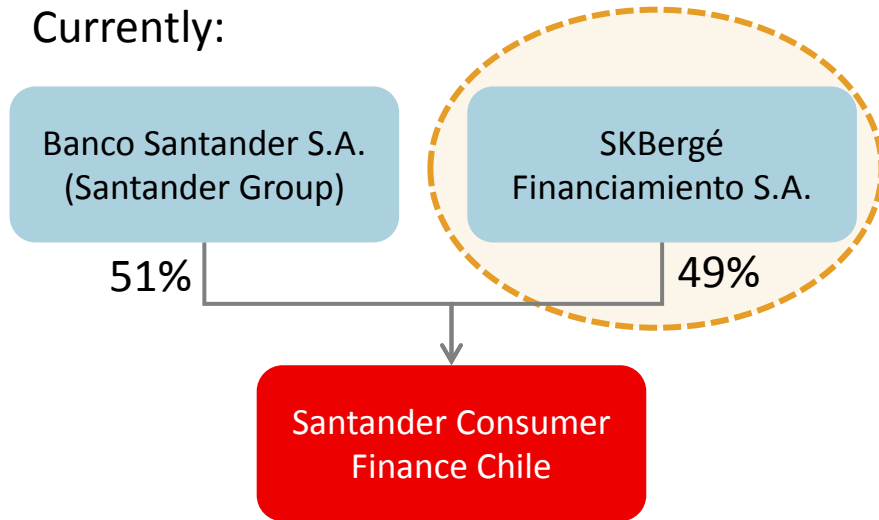 Currently:
Banco Santander S.A.
(Santander Group)
SKBergé
Financiamiento S.A.
51%
49%
Santander Consumer
Finance Chile